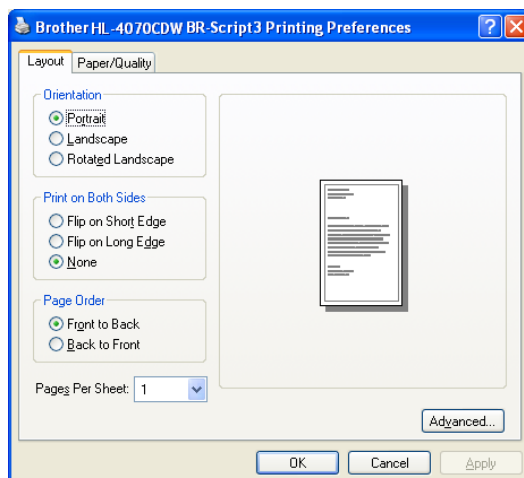 Brother HL-4070CDW BR-Script3 Printing Preferences
Layout
Paper/Quality
Orientation
Portrait
Landscape
Rotated Landscape
Print on Both Sides
Flip on Short Edge
Flip on Long Edge
None
Page Order
Front to Back
Back to Front
Pages Per Sheet: 1
Advanced...
OK
Cancel
Apply